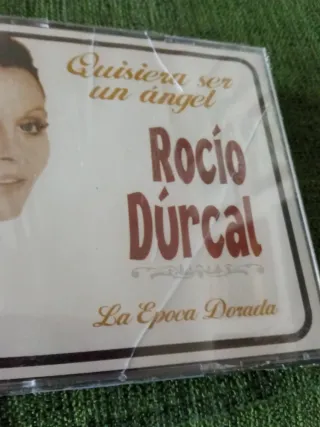 Quisiera ser
un ángel
Rocío
Dúrcal
La Epoca Dorada